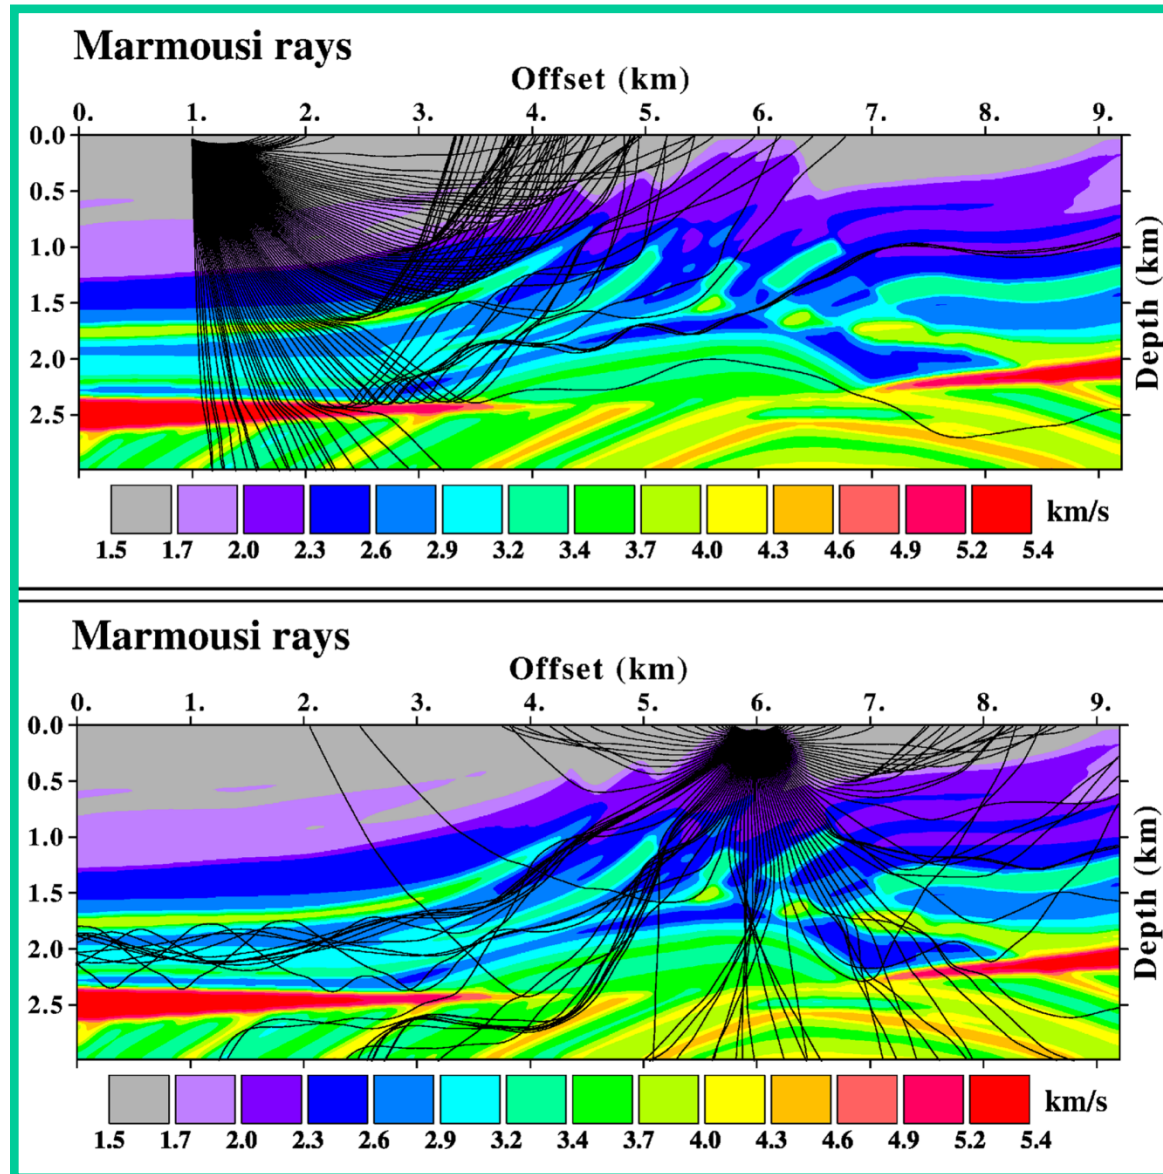 Marmousi rays
Offset (km)
0. 1. 2. 3. 4. 5. 6. 7. 8. 9.
0.0
0.5
1.0
1.5
2.0
2.5
Depth (km)
km/s
1.5 1.7 2.0 2.3 2.6 2.9 3.2 3.4 3.7 4.0 4.3 4.6 4.9 5.2 5.4
Marmousi rays
Offset (km)
0. 1. 2. 3. 4. 5. 6. 7. 8. 9.
0.0
0.5
1.0
1.5
2.0
2.5
Depth (km)
km/s
1.5 1.7 2.0 2.3 2.6 2.9 3.2 3.4 3.7 4.0 4.3 4.6 4.9 5.2 5.4